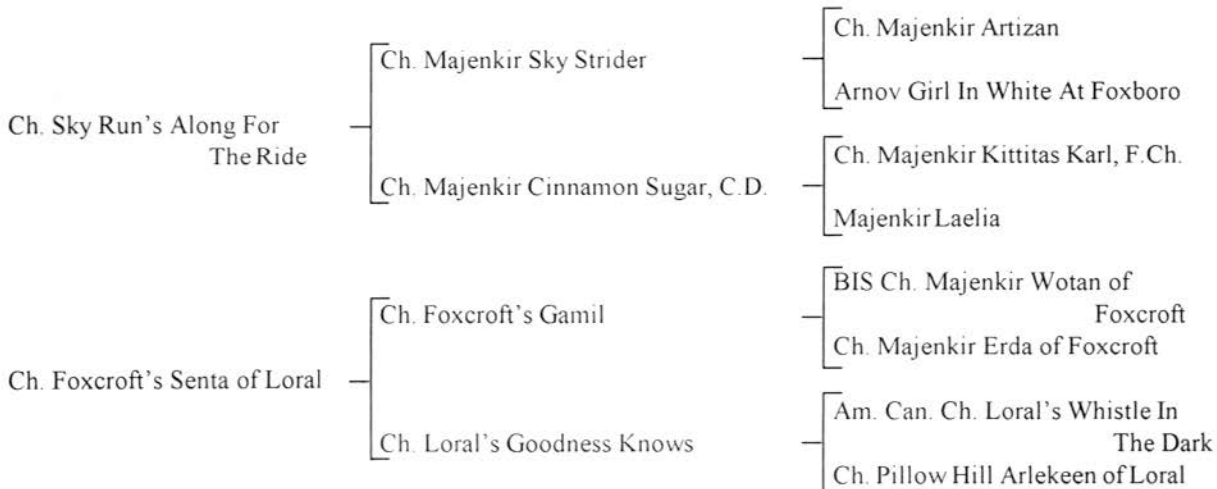 Ch. Majenkir Artizan
Ch. Majenkir Sky Strider
Arnov Girl In White At Foxboro
Ch. Sky Run's Along For
The Ride
Ch. Majenkir Kittitas Karl, F.Ch.
Ch. Majenkir Cinnamon Sugar, C.D.
Majenkir Laelia
BIS Ch. Majenkir Wotan of
Foxcroft
Ch. Foxcroft's Gamil
Ch. Majenkir Erda of Foxcroft
Ch. Foxcroft's Senta of Loral
Am. Can. Ch. Loral's Whistle In
The Dark
Ch. Loral's Goodness Knows
Ch. Pillow Hill Arlekeen of Loral